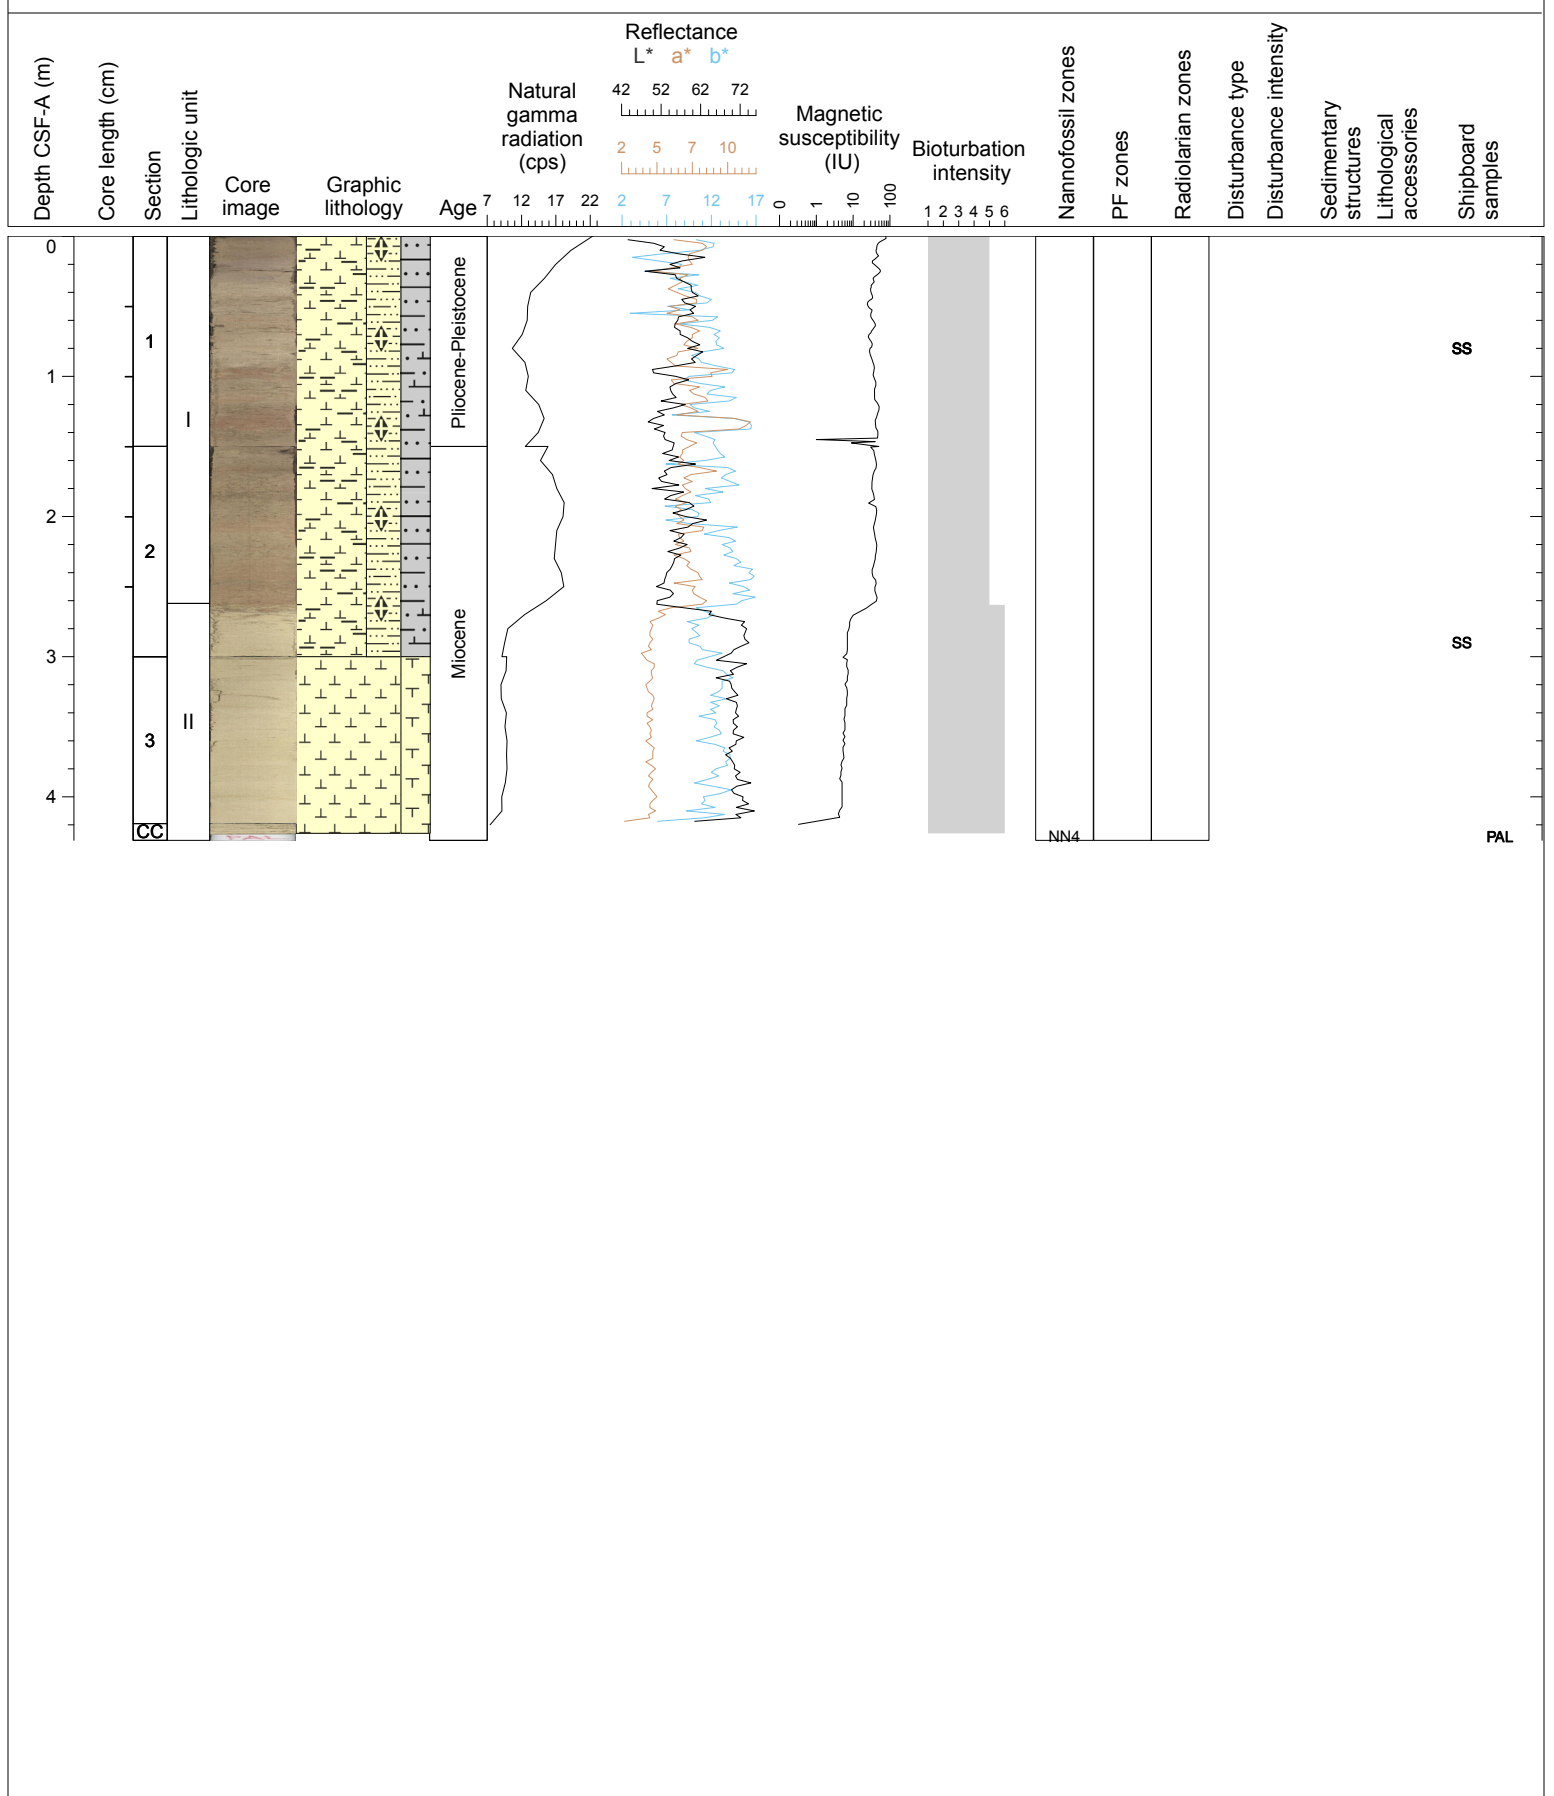 Depth CSF-A (m)
Core length (cm)
Section
Lithologic unit
Core
image
Graphic
lithology
Age
Natural
gamma
radiation
(cps)
7 12 17 22
Reflectance
L* a* b*
42 52 62 72
2 5 7 10
2 7 12 17
Magnetic
susceptibility
(IU)
0 1 10 100
Bioturbation
intensity
1 2 3 4 5 6
Nannofossil zones
PF zones
Radiolarian zones
Disturbance type
Disturbance intensity
Sedimentary
structures
Lithological
accessories
Shipboard
samples
0
1
2
3
4
1
2
3
CC
I
II
Pliocene-Pleistocene
Miocene
NN4
SS
SS
PAL